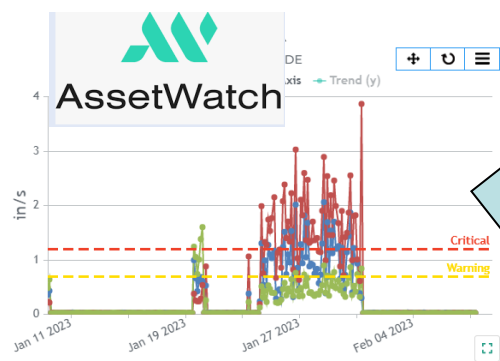 AssetWatch
DE
xis
Trend (y)
4
3
2
1
0
in/s
Critical
Warning
Jan 11 2023
Jan 19 2023
Jan 27 2023
Feb 04 2023